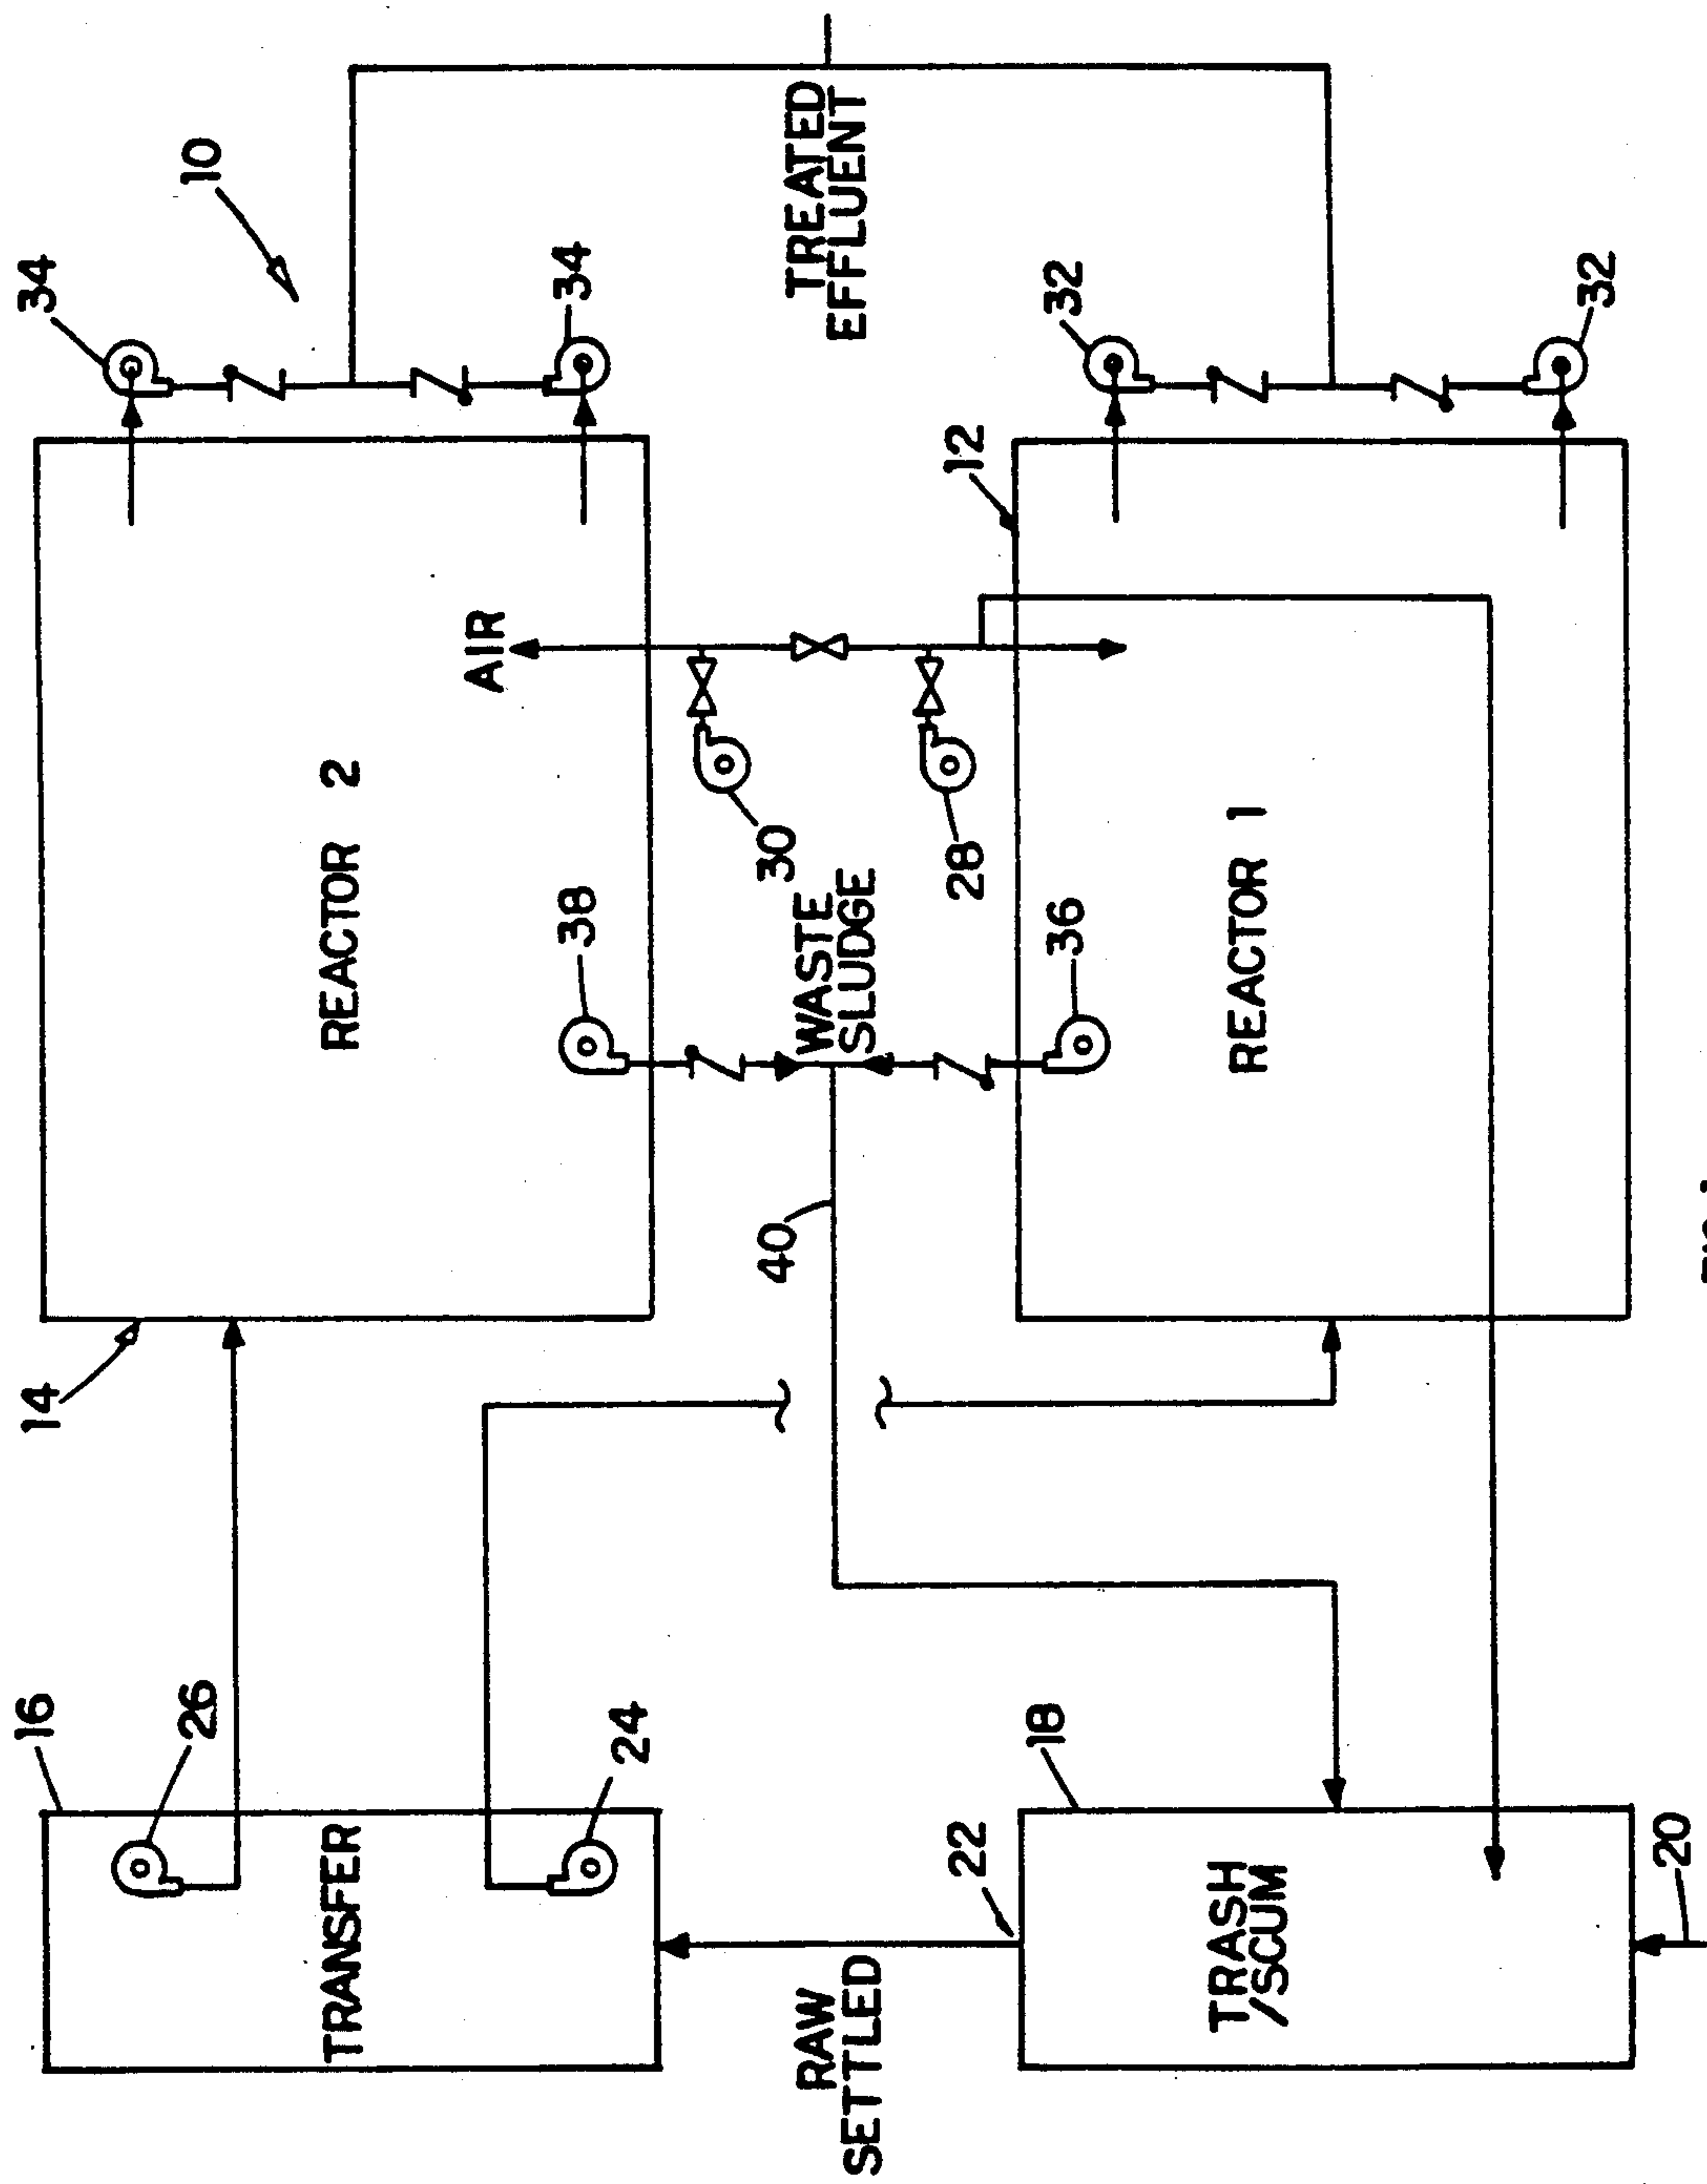 16
14
34
26
10
TRANSFER
REACTOR 2
AIR
38
34
24
40
30
RAW
SETTLED
WASTE
SLUDGE
TREATED
EFFLUENT
22
28
12
18
36
32
TRASH
/SCUM
REACTOR 1
32
20